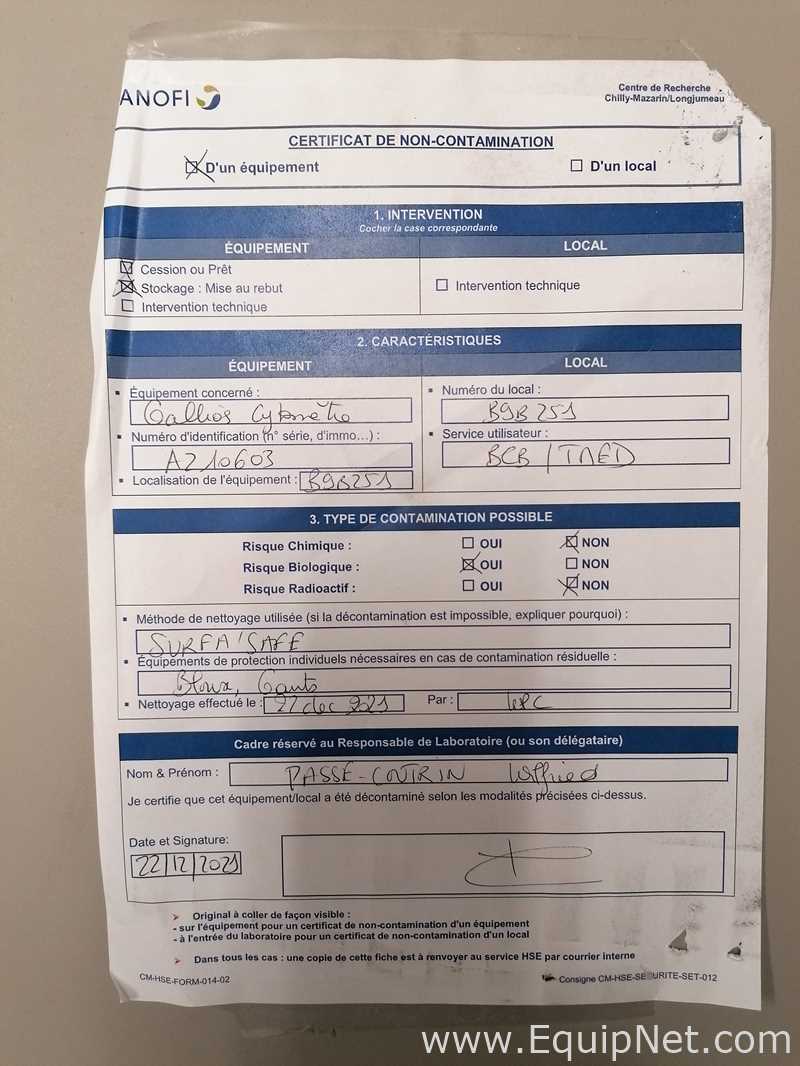 ANOFI
Centre de Recherche
Chilly-Mazarin/Longjumeau
CERTIFICAT DE NON-CONTAMINATION
D'un équipement D'un local
1. INTERVENTION
Cocher la case correspondante
ÉQUIPEMENT LOCAL
Cession ou Prêt
Stockage : Mise au rebut
Intervention technique
Intervention technique
2. CARACTÉRISTIQUES
ÉQUIPEMENT LOCAL
Équipement concerné :
Gallios
Numéro d'identification (n° série, d'immo...) :
AZ10603
Localisation de l'équipement : B9B251
Numéro du local :
B9B251
Service utilisateur :
BCB /
3. TYPE DE CONTAMINATION POSSIBLE
Risque Chimique : OUI NON
Risque Biologique : OUI NON
Risque Radioactif : OUI NON
Méthode de nettoyage utilisée (si la décontamination est impossible, expliquer pourquoi) :
SURFA'SAFE
Équipements de protection individuels nécessaires en cas de contamination résiduelle :
Gants
Nettoyage effectué le : 22 dec 2021 Par :
Cadre réservé au Responsable de Laboratoire (ou son délégataire)
Nom & Prénom : PASSE-COUTRIN Wilfried
Je certifie que cet équipement/local a été décontaminé selon les modalités précisées ci-dessus.
Date et Signature:
22/12/2021
Original à coller de façon visible :
- sur l'équipement pour un certificat de non-contamination d'un équipement
- à l'entrée du laboratoire pour un certificat de non-contamination d'un local
Dans tous les cas : une copie de cette fiche est à renvoyer au service HSE par courrier interne
CM-HSE-FORM-014-02
Consigne CM-HSE-SECURITE-SET-012
www.EquipNet.com